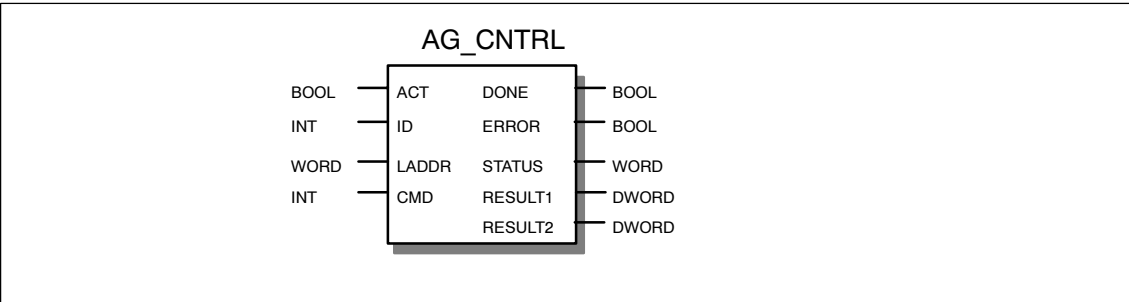 AG_CNTRL
BOOL ACT DONE BOOL
INT ID ERROR BOOL
WORD LADDR STATUS WORD
INT CMD RESULT1 DWORD
RESULT2 DWORD